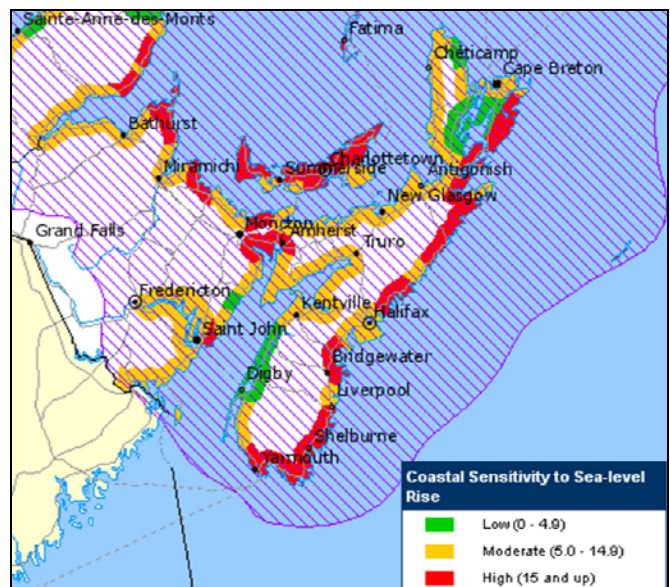 Sainte-Anne-des-Monts
Fatima
Chéticamp
Cape Breton
Bathurst
Miramichi
Summerside
Charlottetown
Antigonish
New Glasgow
Grand Falls
Moncton
Amherst
Truro
Fredericton
Kentville
Halifax
Saint John
Bridgewater
Digby
Liverpool
Shelburne
Yarmouth
Coastal Sensitivity to Sea-level
Rise
Low (0 - 4.9)
Moderate (5.0 - 14.9)
High (15 and up)